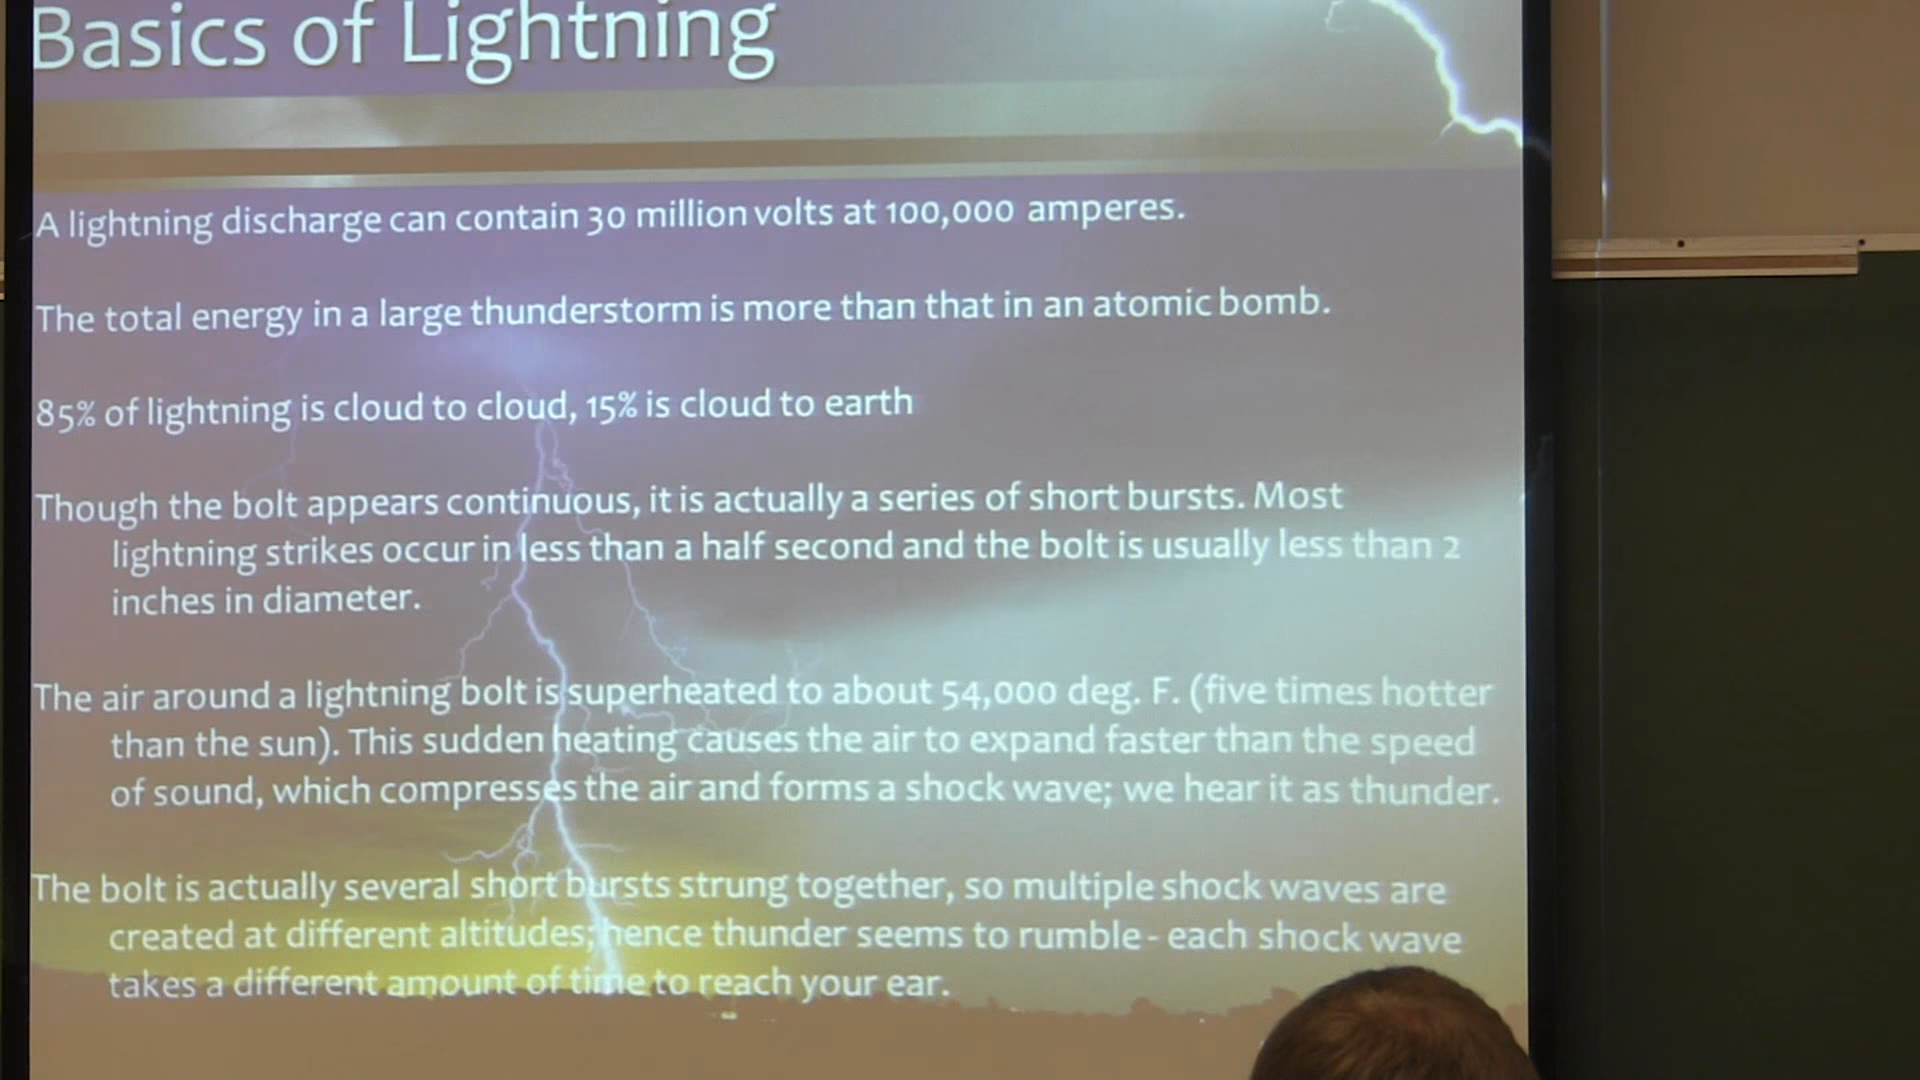 Basics of Lightning
A lightning discharge can contain 30 million volts at 100,000 amperes.
The total energy in a large thunderstorm is more than that in an atomic bomb.
85% of lightning is cloud to cloud, 15% is cloud to earth
Though the bolt appears continuous, it is actually a series of short bursts. Most
lightning strikes occur in less than a half second and the bolt is usually less than 2
inches in diameter.
The air around a lightning bolt is superheated to about 54,000 deg. F. (five times hotter
than the sun). This sudden heating causes the air to expand faster than the speed
of sound, which compresses the air and forms a shock wave; we hear it as thunder.
The bolt is actually several short bursts strung together, so multiple shock waves are
created at different altitudes; hence thunder seems to rumble - each shock wave
takes a different amount of time to reach your ear.